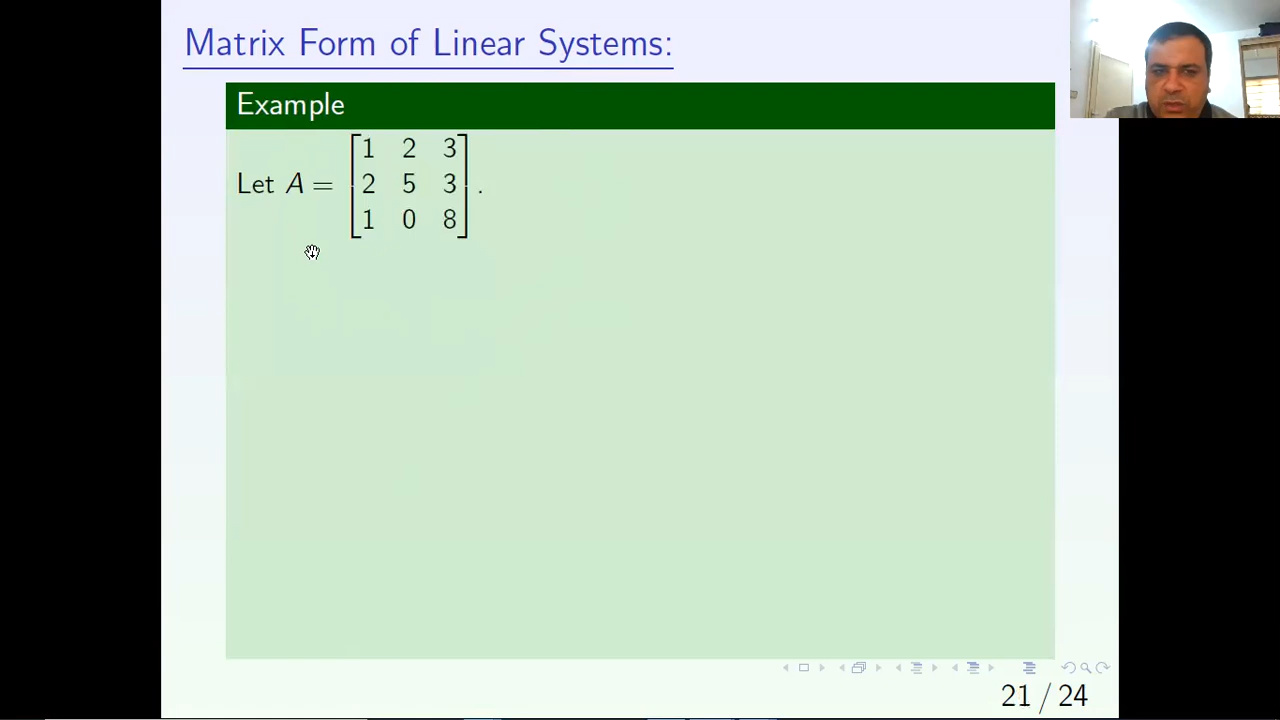 Matrix Form of Linear Systems:
Example
Let A = [1 2 3
2 5 3
1 0 8] .
21 / 24